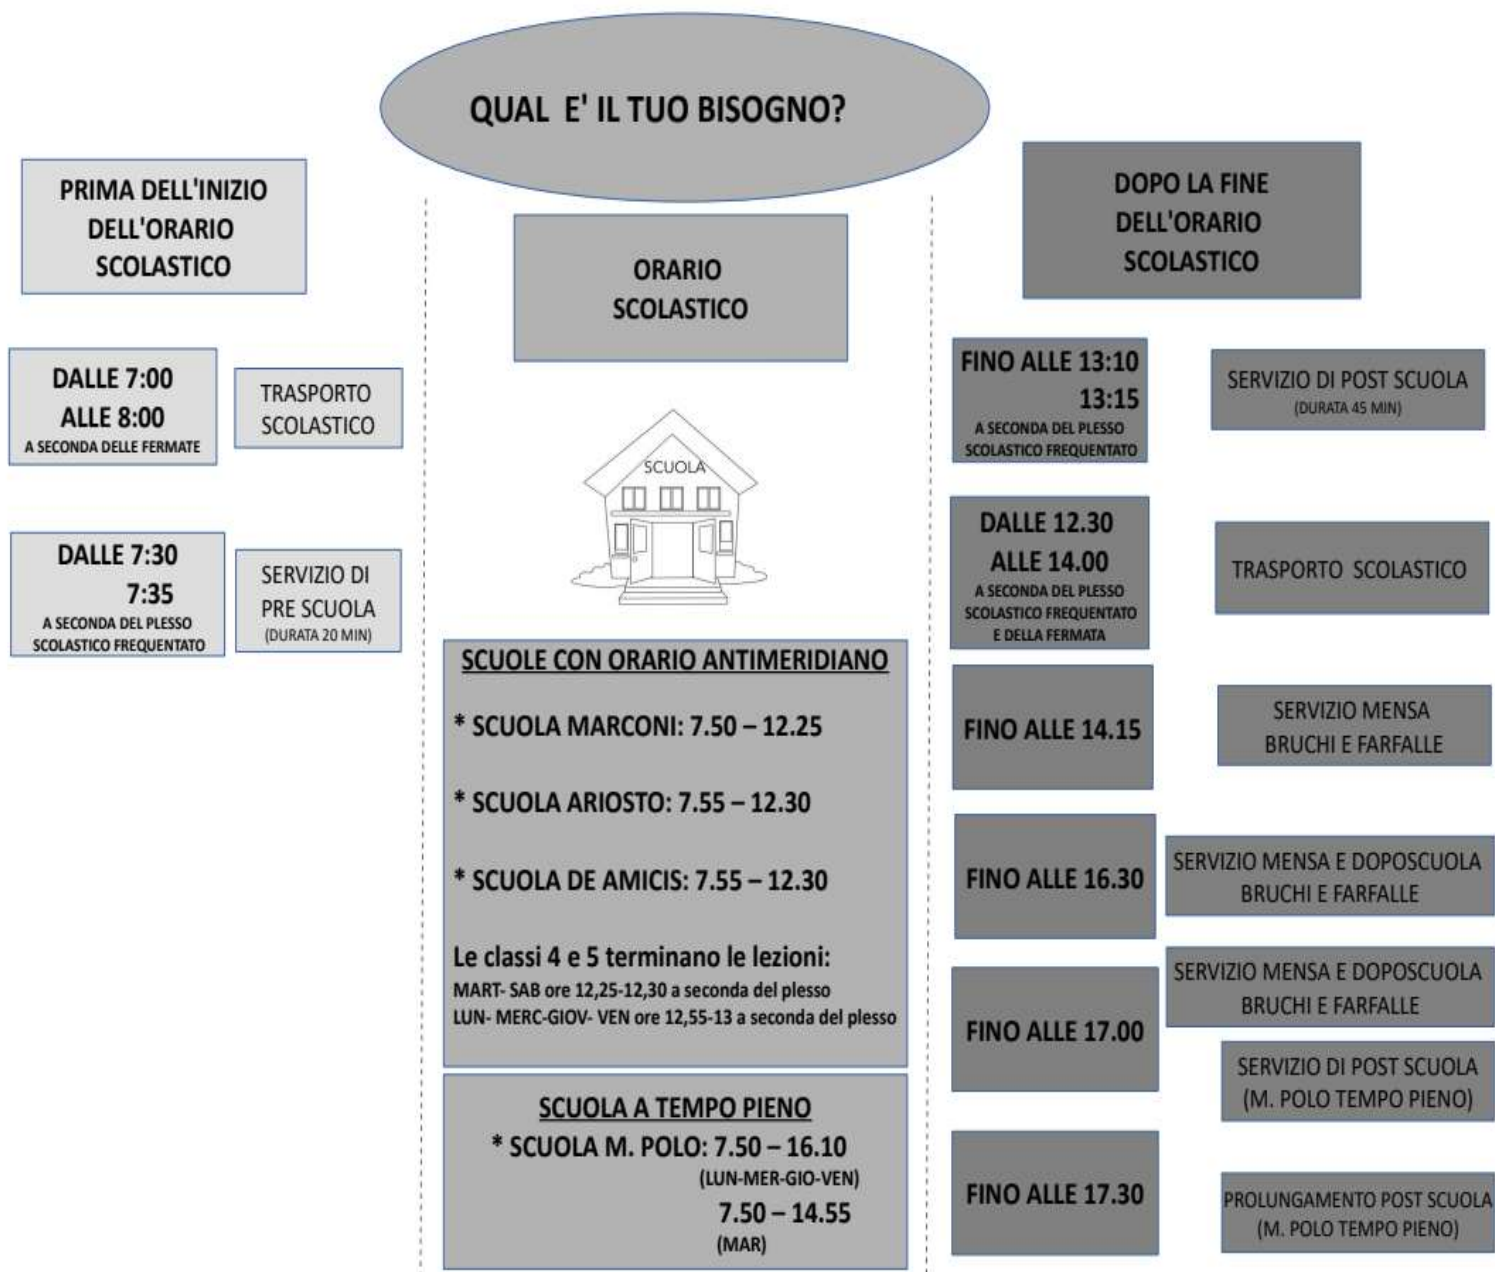 QUAL E' IL TUO BISOGNO?
PRIMA DELL'INIZIO
DELL'ORARIO
SCOLASTICO
DALLE 7:00
ALLE 8:00
A SECONDA DELLE FERMATE
TRASPORTO
SCOLASTICO
DALLE 7:30
7:35
A SECONDA DEL PLESSO
SCOLASTICO FREQUENTATO
SERVIZIO DI
PRE SCUOLA
(DURATA 20 MIN)
ORARIO
SCOLASTICO
SCUOLA
SCUOLE CON ORARIO ANTIMERIDIANO
* SCUOLA MARCONI: 7.50 – 12.25
* SCUOLA ARIOSTO: 7.55 – 12.30
* SCUOLA DE AMICIS: 7.55 – 12.30
Le classi 4 e 5 terminano le lezioni:
MART- SAB ore 12,25-12,30 a seconda del plesso
LUN- MERC-GIOV- VEN ore 12,55-13 a seconda del plesso
SCUOLA A TEMPO PIENO
* SCUOLA M. POLO: 7.50 – 16.10
(LUN-MER-GIO-VEN)
7.50 – 14.55
(MAR)
DOPO LA FINE
DELL'ORARIO
SCOLASTICO
FINO ALLE 13:10
13:15
A SECONDA DEL PLESSO
SCOLASTICO FREQUENTATO
SERVIZIO DI POST SCUOLA
(DURATA 45 MIN)
DALLE 12.30
ALLE 14.00
A SECONDA DEL PLESSO
SCOLASTICO FREQUENTATO
E DELLA FERMATA
TRASPORTO SCOLASTICO
FINO ALLE 14.15
SERVIZIO MENSA
BRUCHI E FARFALLE
FINO ALLE 16.30
SERVIZIO MENSA E DOPOSCUOLA
BRUCHI E FARFALLE
FINO ALLE 17.00
SERVIZIO MENSA E DOPOSCUOLA
BRUCHI E FARFALLE
SERVIZIO DI POST SCUOLA
(M. POLO TEMPO PIENO)
FINO ALLE 17.30
PROLUNGAMENTO POST SCUOLA
(M. POLO TEMPO PIENO)